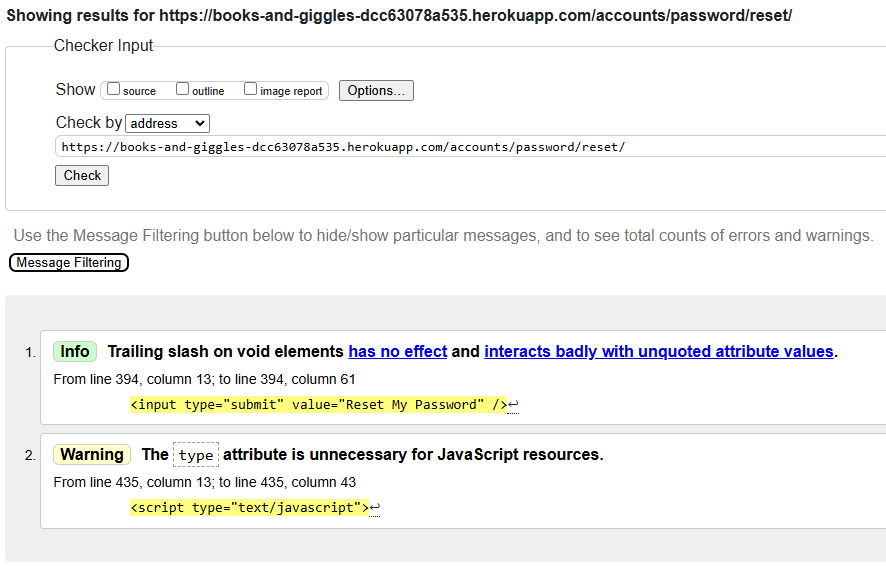 Showing results for https://books-and-giggles-dcc63078a535.herokuapp.com/accounts/password/reset/
Checker Input
Show source outline image report Options...
Check by address
https://books-and-giggles-dcc63078a535.herokuapp.com/accounts/password/reset/
Check
Use the Message Filtering button below to hide/show particular messages, and to see total counts of errors and warnings.
Message Filtering
1. Info Trailing slash on void elements has no effect and interacts badly with unquoted attribute values.
From line 394, column 13; to line 394, column 61
<input type="submit" value="Reset My Password" />↩
2. Warning The type attribute is unnecessary for JavaScript resources.
From line 435, column 13; to line 435, column 43
<script type="text/javascript">↩